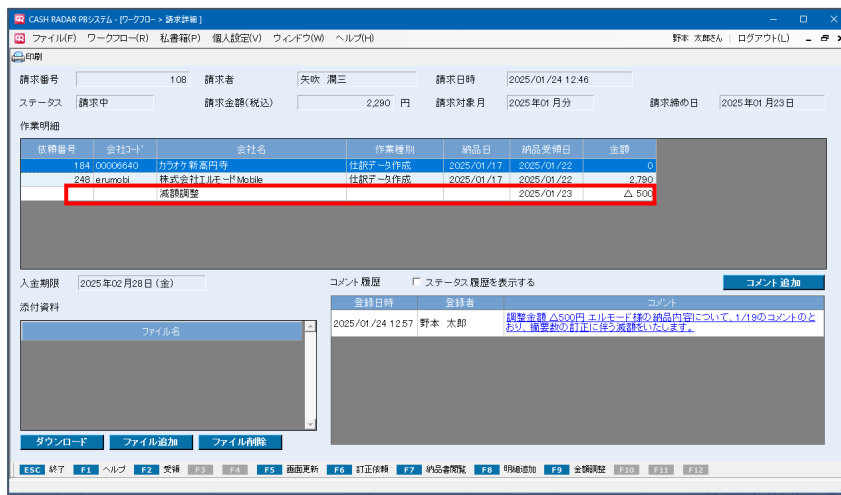 CASH RADAR PBシステム - [ワークフロー > 請求詳細 ]
ファイル(F) ワークフロー(R) 私書箱(P) 個人設定(V) ウィンドウ(W) ヘルプ(H) 野本 太郎さん ログアウト(L)
印刷
請求番号 108 請求者 矢吹 潤三 請求日時 2025/01/24 12:46
ステータス 請求中 請求金額(税込) 2,290 円 請求対象月 2025年01月分 請求締め日 2025年01月23日
作業明細
依頼番号 会社コード 会社名 作業種別 納品日 納品受領日 金額
184 00006640 カラオケ新高円寺 仕訳データ作成 2025/01/17 2025/01/22 0
248 erumobi 株式会社エルモードMobile 仕訳データ作成 2025/01/17 2025/01/22 2,790
減額調整 2025/01/23 △ 500
入金期限 2025年02月28日(金) コメント履歴 ステータス履歴を表示する コメント追加
添付資料
登録日時 登録者 コメント
ファイル名
2025/01/24 12:57 野本 太郎 調整金額 △500円 エルモード様の納品内容について、1/19のコメントのと
おり、摘要数の訂正に伴う減額をいたします。
ダウンロード ファイル追加 ファイル削除
ESC 終了 F1 ヘルプ F2 受領 F3 F4 F5 画面更新 F6 訂正依頼 F7 納品書閲覧 F8 明細追加 F9 金額調整 F10 F11 F12